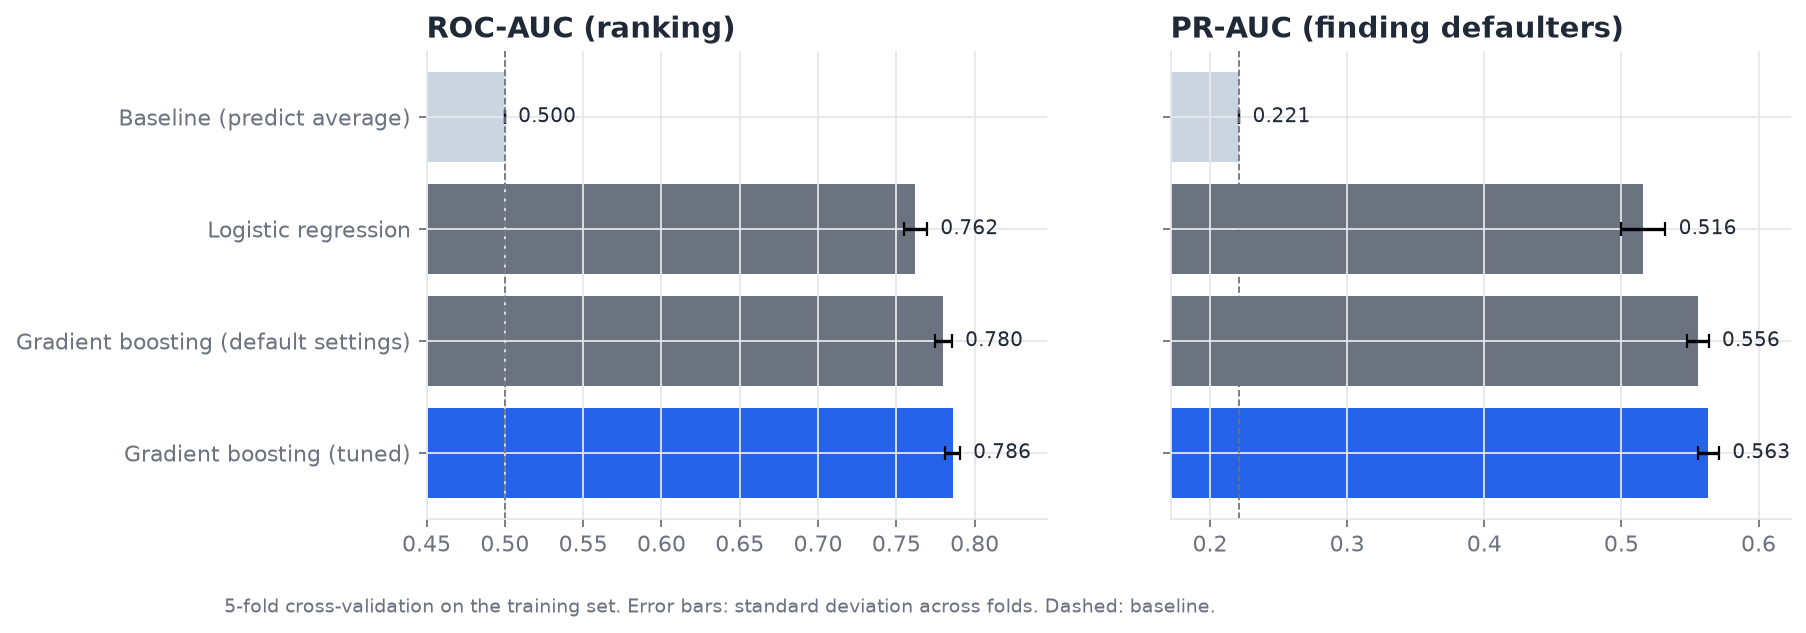 ROC-AUC (ranking)
PR-AUC (finding defaulters)
Baseline (predict average)
0.500
0.221
Logistic regression
0.762
0.516
Gradient boosting (default settings)
0.780
0.556
Gradient boosting (tuned)
0.786
0.563
0.45 0.50 0.55 0.60 0.65 0.70 0.75 0.80
0.2 0.3 0.4 0.5 0.6
5-fold cross-validation on the training set. Error bars: standard deviation across folds. Dashed: baseline.